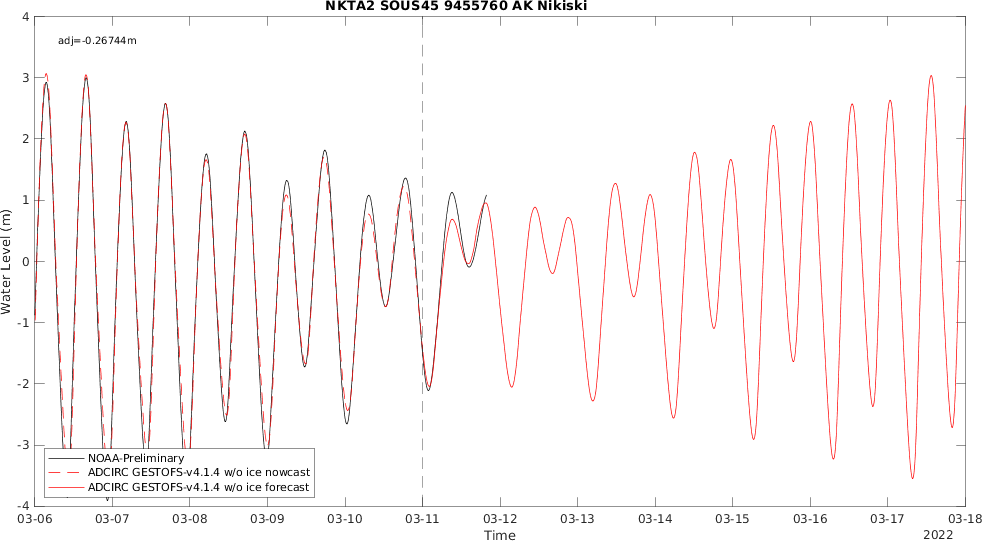 NKTA2 SOUS45 9455760 AK Nikiski
4
adj=-0.26744m
3
2
1
0
-1
-2
-3
-4
Water Level (m)
NOAA-Preliminary
ADCIRC GESTOFS-v4.1.4 w/o ice nowcast
ADCIRC GESTOFS-v4.1.4 w/o ice forecast
03-06 03-07 03-08 03-09 03-10 03-11 03-12 03-13 03-14 03-15 03-16 03-17 03-18
Time
2022